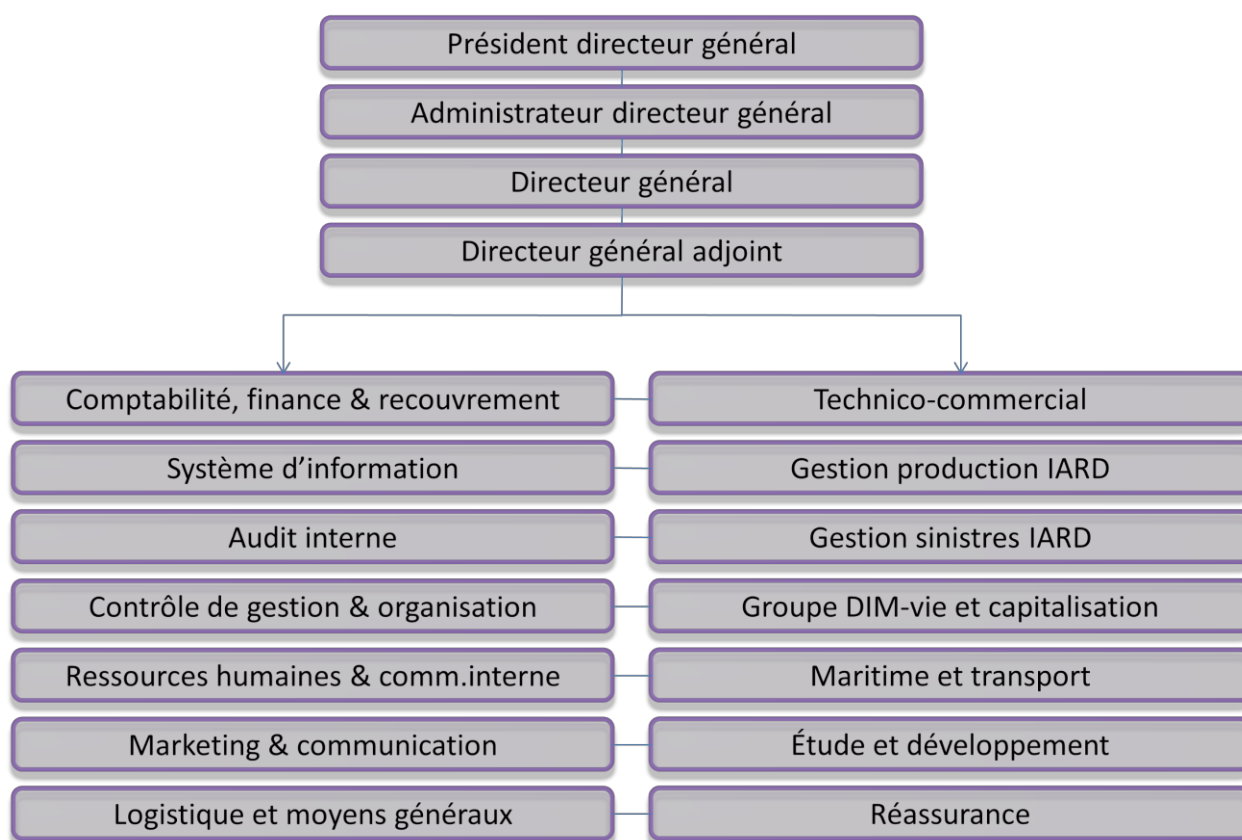 Président directeur général
Administrateur directeur général
Directeur général
Directeur général adjoint
Comptabilité, finance & recouvrement
Technico-commercial
Système d’information
Gestion production IARD
Audit interne
Gestion sinistres IARD
Contrôle de gestion & organisation
Groupe DIM-vie et capitalisation
Ressources humaines & comm.interne
Maritime et transport
Marketing & communication
Étude et développement
Logistique et moyens généraux
Réassurance